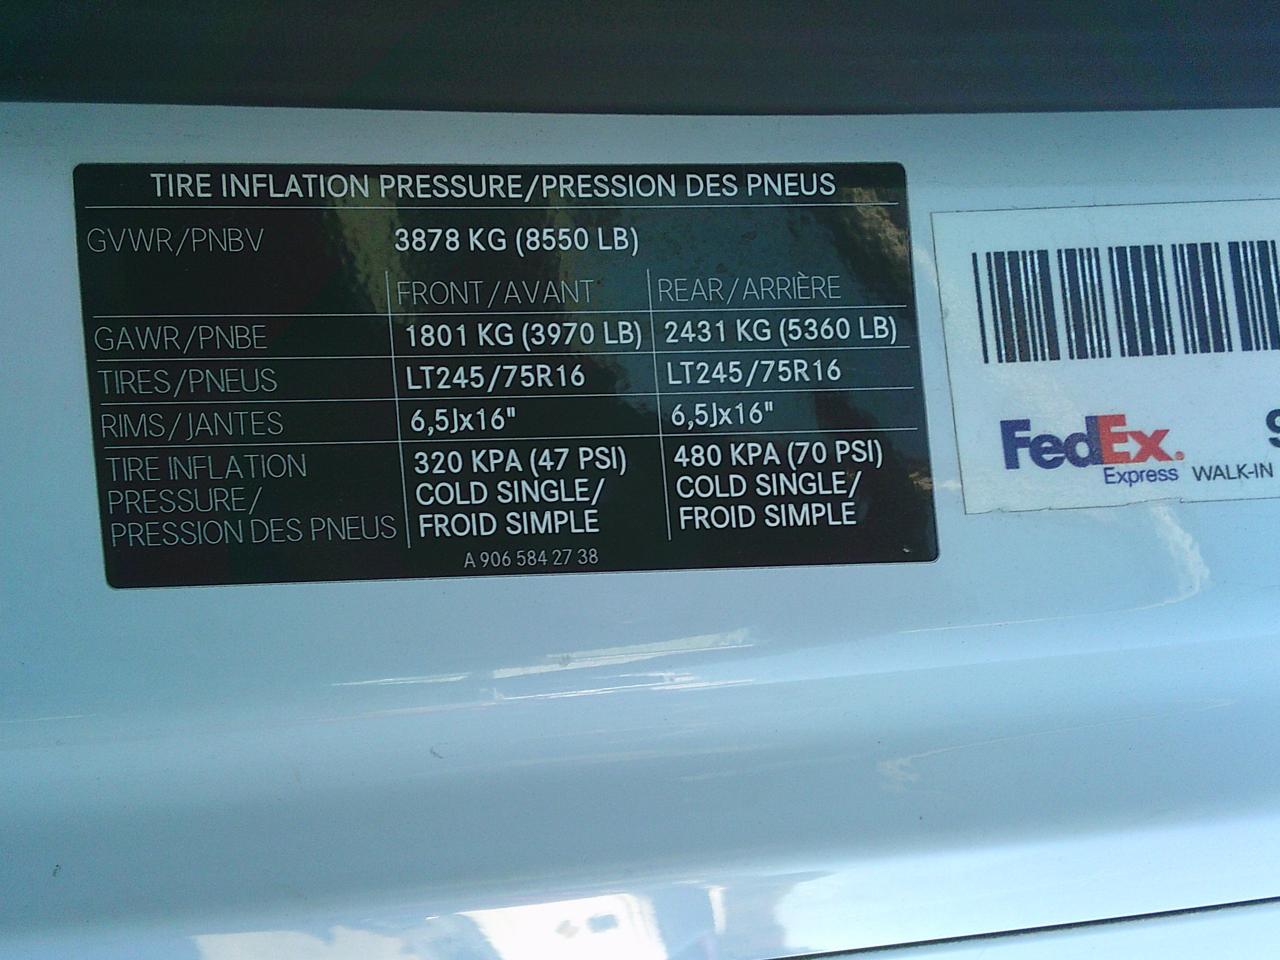 TIRE INFLATION PRESSURE/PRESSION DES PNEUS
GVWR/PNBV 3878 KG (8550 LB)
FRONT/AVANT REAR/ARRIÈRE
GAWR/PNBE 1801 KG (3970 LB) 2431 KG (5360 LB)
TIRES/PNEUS LT245/75R16 LT245/75R16
RIMS/JANTES 6,5Jx16" 6,5Jx16"
TIRE INFLATION 320 KPA (47 PSI) 480 KPA (70 PSI)
PRESSURE/ COLD SINGLE/ COLD SINGLE/
PRESSION DES PNEUS FROID SIMPLE FROID SIMPLE
A 906 584 27 38
FedEx.
Express WALK-IN